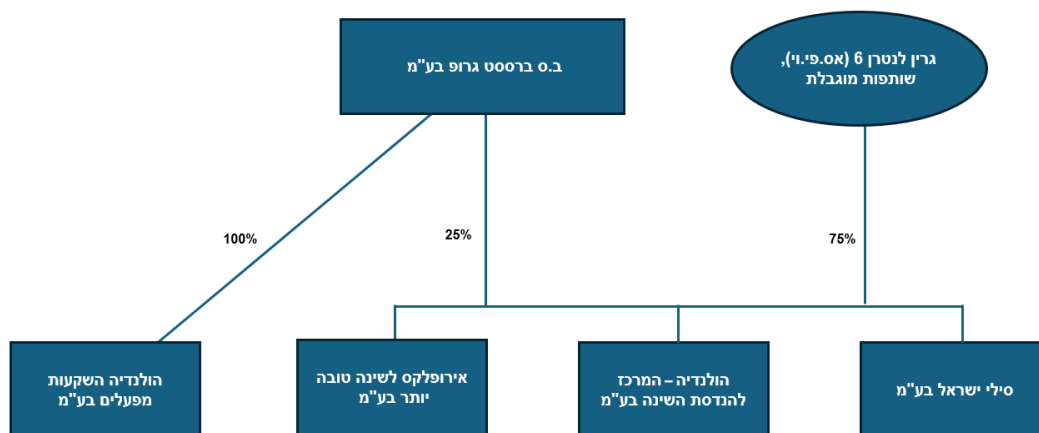 ב.ס ברססט גרופ בע"מ
גרין לנטרן 6 (אס.פי.וי),
שותפות מוגבלת
100%
25%
75%
הולנדיה השקעות
מפעלים בע"מ
אירופלקס לשינה טובה
יותר בע"מ
הולנדיה – המרכז
להנדסת השינה בע"מ
סילי ישראל בע"מ